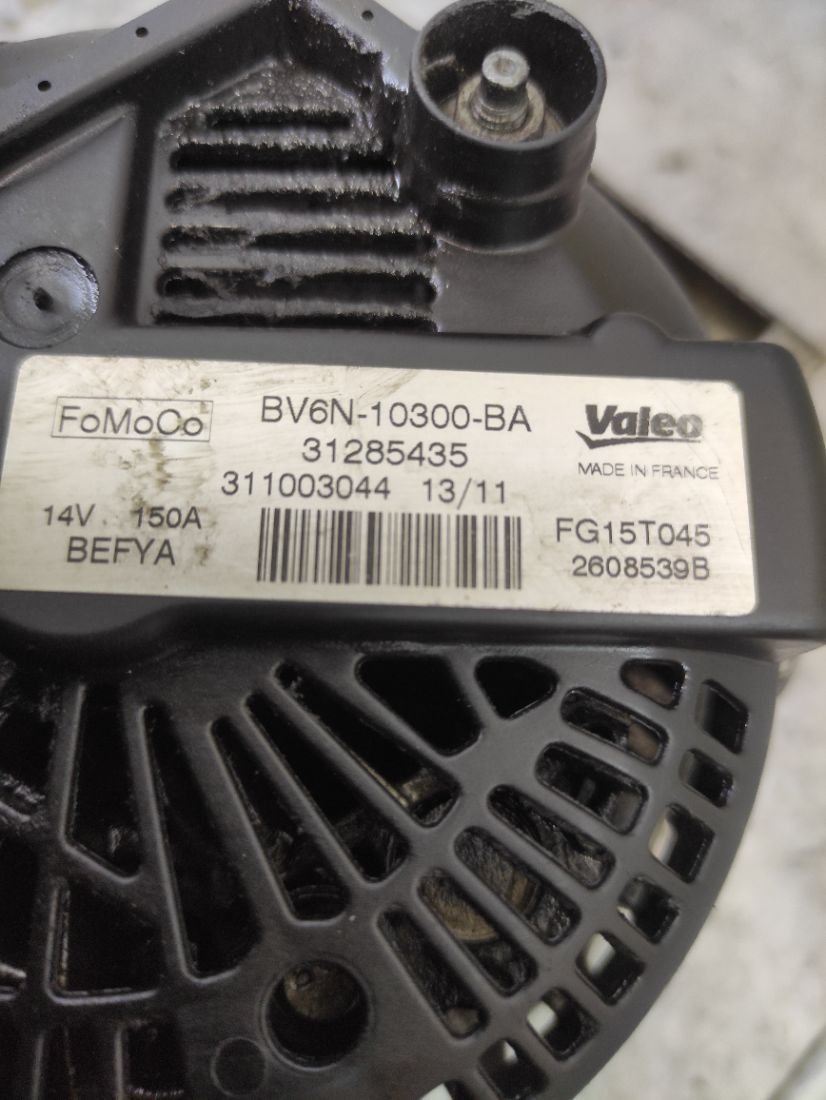 FoMoCo BV6N-10300-BA Valeo
31285435 MADE IN FRANCE
311003044 13/11
14V 150A FG15T045
BEFYA 2608539B